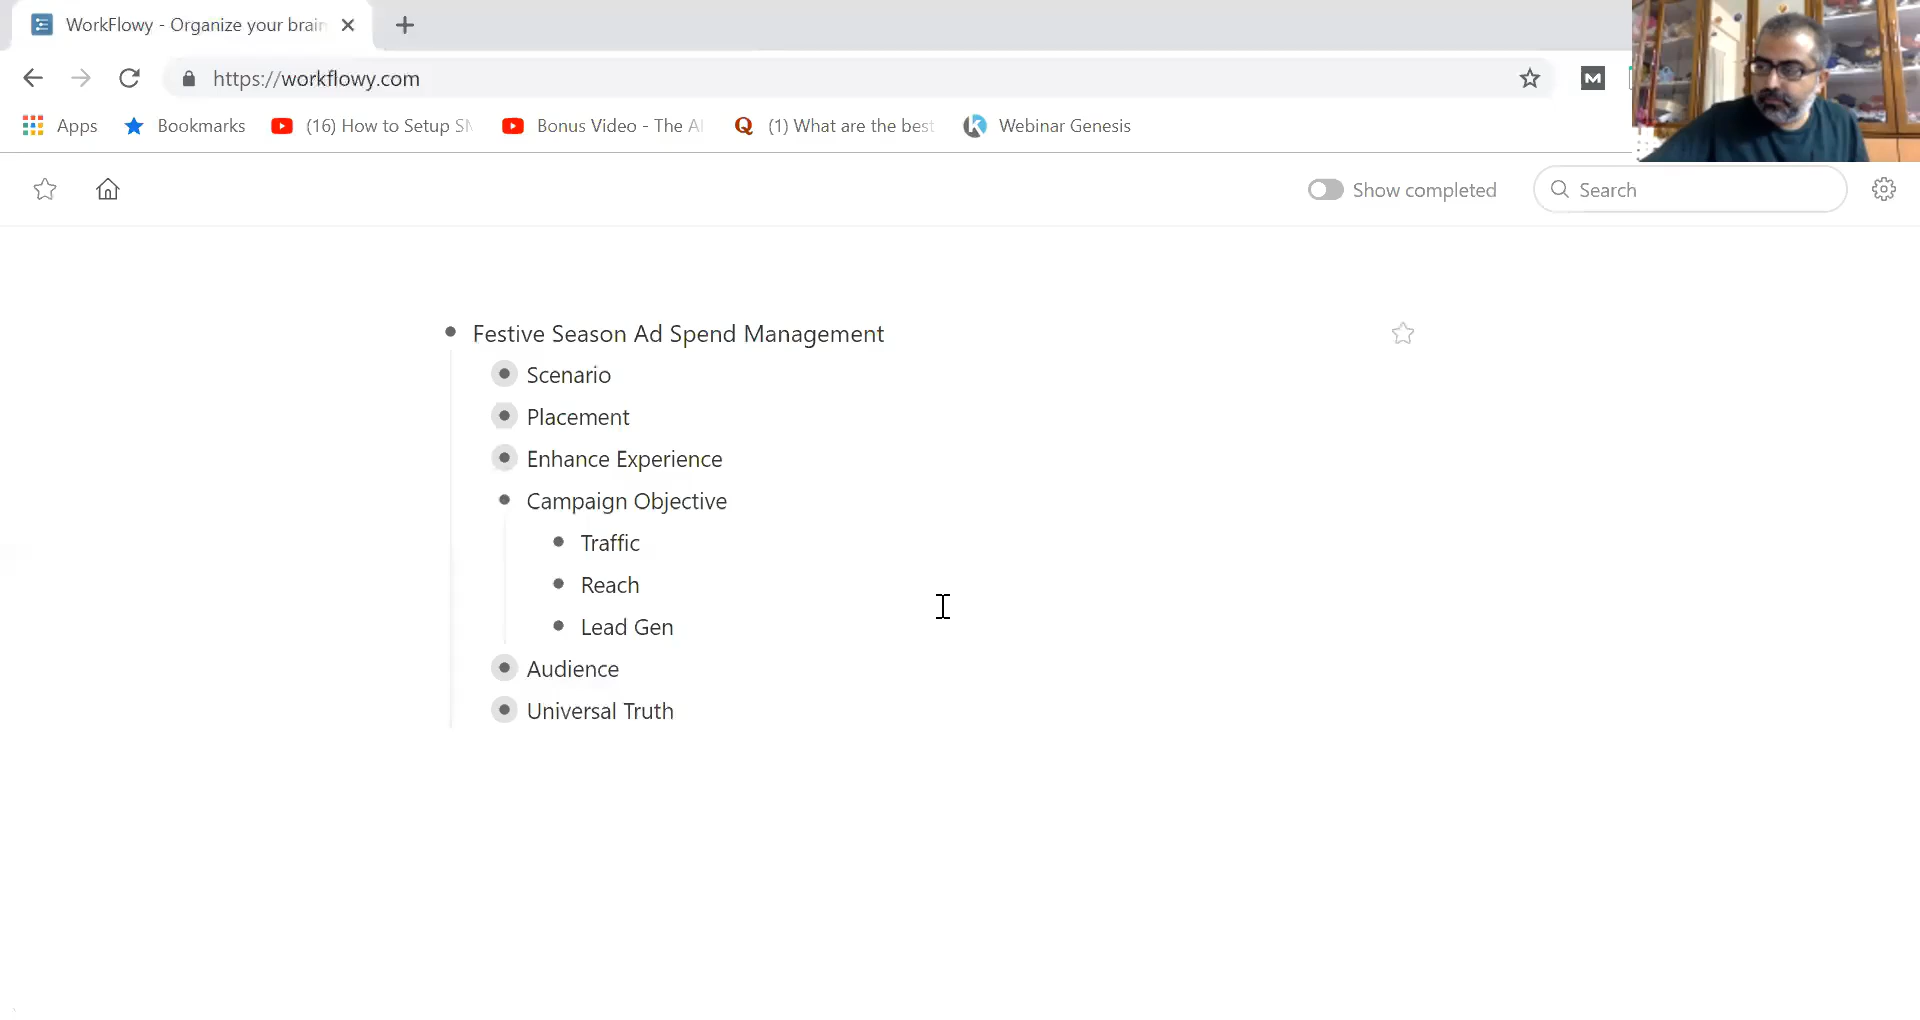 WorkFlowy - Organize your brain
https://workflowy.com
Apps Bookmarks (16) How to Setup Bonus Video - The (1) What are the best Webinar Genesis
Show completed Search
Festive Season Ad Spend Management
Scenario
Placement
Enhance Experience
Campaign Objective
Traffic
Reach
Lead Gen
Audience
Universal Truth